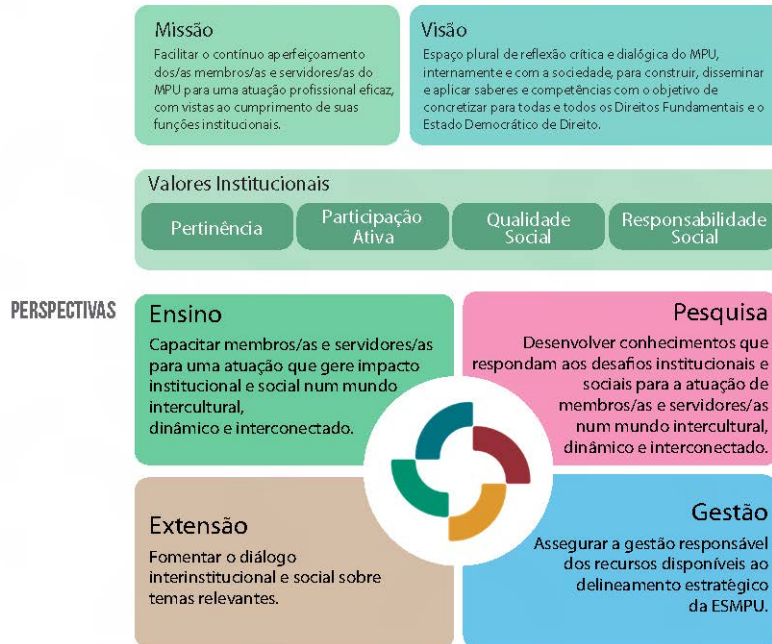 Missão
Facilitar o contínuo aperfeiçoamento
dos/as membros/as e servidores/as do
MPU para uma atuação profissional eficaz,
com vistas ao cumprimento de suas
funções institucionais.
Visão
Espaço plural de reflexão crítica e dialógica do MPU,
internamente e com a sociedade, para construir, disseminar
e aplicar saberes e competências com o objetivo de
concretizar para todas e todos os Direitos Fundamentais e o
Estado Democrático de Direito.
Valores Institucionais
Pertinência
Participação
Ativa
Qualidade
Social
Responsabilidade
Social
PERSPECTIVAS
Ensino
Capacitar membros/as e servidores/as
para uma atuação que gere impacto
institucional e social num mundo
intercultural,
dinâmico e interconectado.
Pesquisa
Desenvolver conhecimentos que
respondam aos desafios institucionais e
sociais para a atuação de
membros/as e servidores/as
num mundo intercultural,
dinâmico e interconectado.
Extensão
Fomentar o diálogo
interinstitucional e social sobre
temas relevantes.
Gestão
Assegurar a gestão responsável
dos recursos disponíveis ao
delineamento estratégico
da ESMPU.